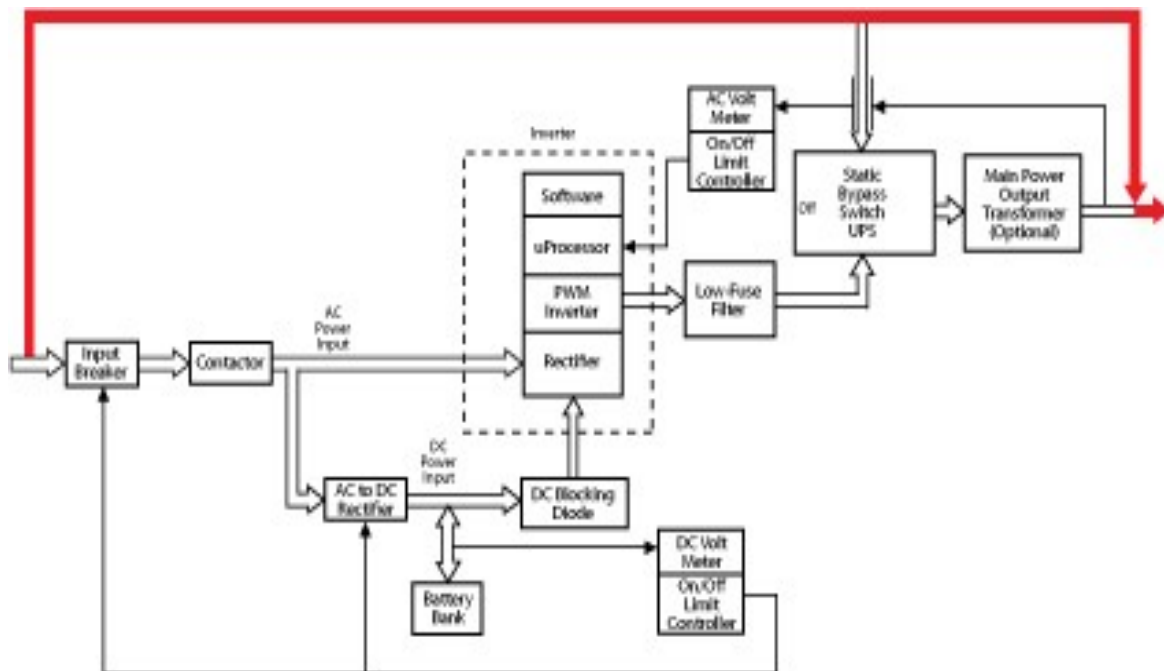 AC Volt
Meter
On/Off
Limit
Controller
Inverter
Software
uProcessor
PWM
Inverter
Rectifier
Off
Static
Bypass
Switch
UPS
Main Power
Output
Transformer
(Optional)
Low-Fuse
Filter
AC
Power
Input
Input
Breaker
Contactor
DC
Power
Input
AC to DC
Rectifier
DC Blocking
Diode
Battery
Bank
DC Volt
Meter
On/Off
Limit
Controller